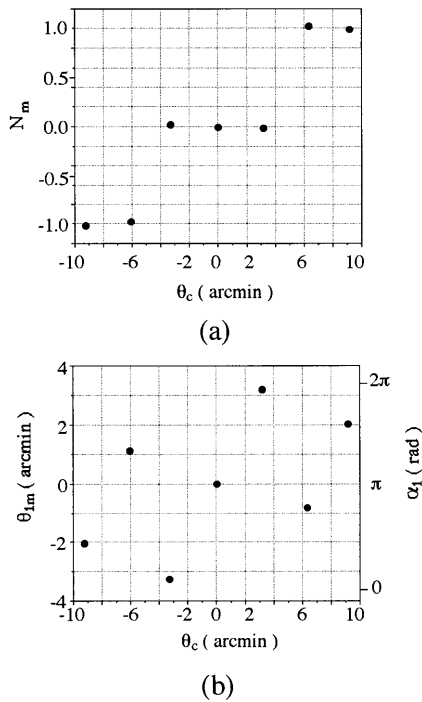 1.0
0.5
0.0
-0.5
-1.0
N_m
-10 -6 -2 0 2 6 10
θ_c ( arcmin )
(a)
4
2
0
-2
-4
θ_1m ( arcmin )
2π
π
0
α_1 ( rad )
-10 -6 -2 0 2 6 10
θ_c ( arcmin )
(b)